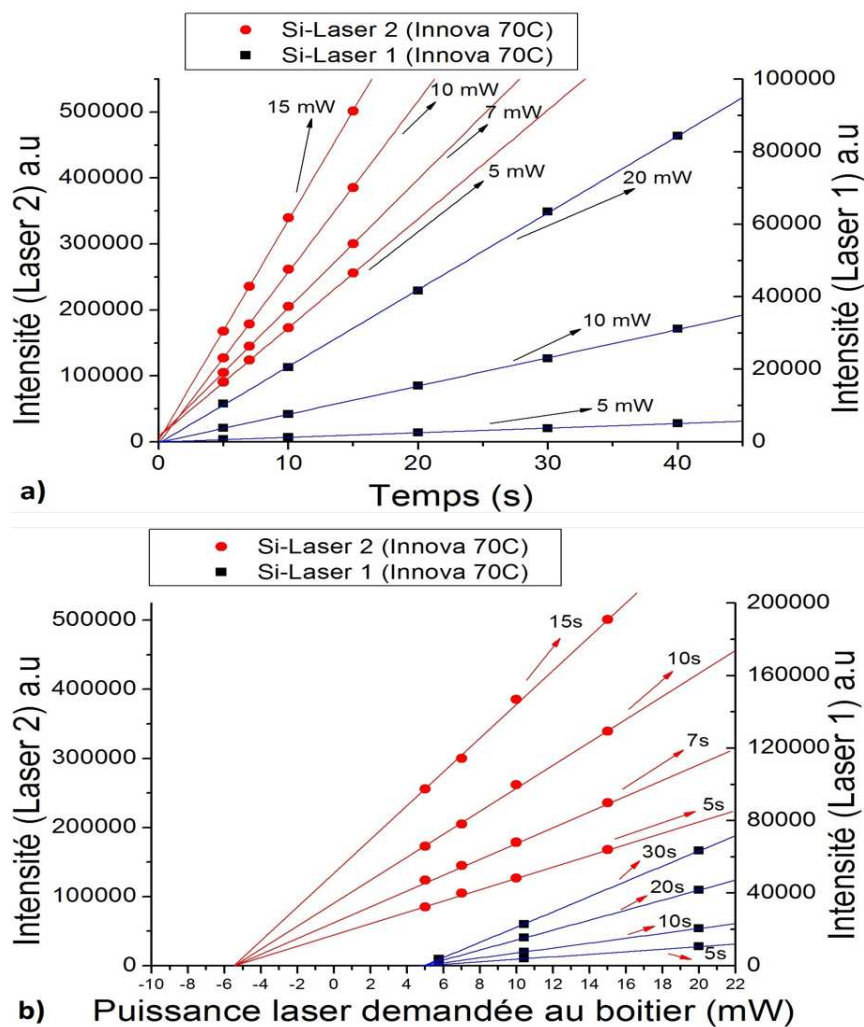 Si-Laser 2 (Innova 70C)
Si-Laser 1 (Innova 70C)
Intensité (Laser 2) a.u
500000
400000
300000
200000
100000
0
Intensité (Laser 1) a.u
100000
80000
60000
40000
20000
0
15 mW
10 mW
7 mW
5 mW
20 mW
10 mW
5 mW
0 10 20 30 40
Temps (s)
a)
Si-Laser 2 (Innova 70C)
Si-Laser 1 (Innova 70C)
Intensité (Laser 2) a.u
500000
400000
300000
200000
100000
0
Intensité (Laser 1) a.u
200000
160000
120000
80000
40000
0
15s
10s
7s
5s
30s
20s
10s
5s
-10 -8 -6 -4 -2 0 2 4 6 8 10 12 14 16 18 20 22
Puissance laser demandée au boitier (mW)
b)